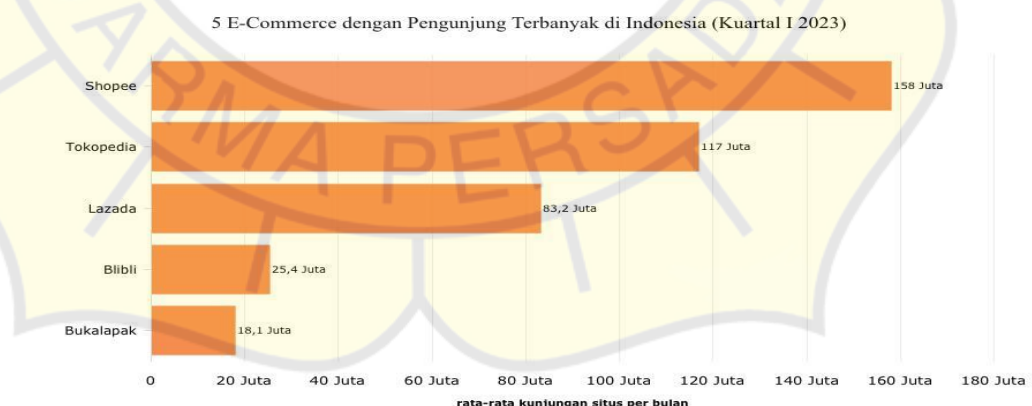 5 E-Commerce dengan Pengunjung Terbanyak di Indonesia (Kuartal I 2023)
Shopee
158 Juta
Tokopedia
117 Juta
Lazada
83,2 Juta
Blibli
25,4 Juta
Bukalapak
18,1 Juta
0 20 Juta 40 Juta 60 Juta 80 Juta 100 Juta 120 Juta 140 Juta 160 Juta 180 Juta
rata-rata kunjungan situs per bulan
ARMA PERSADA